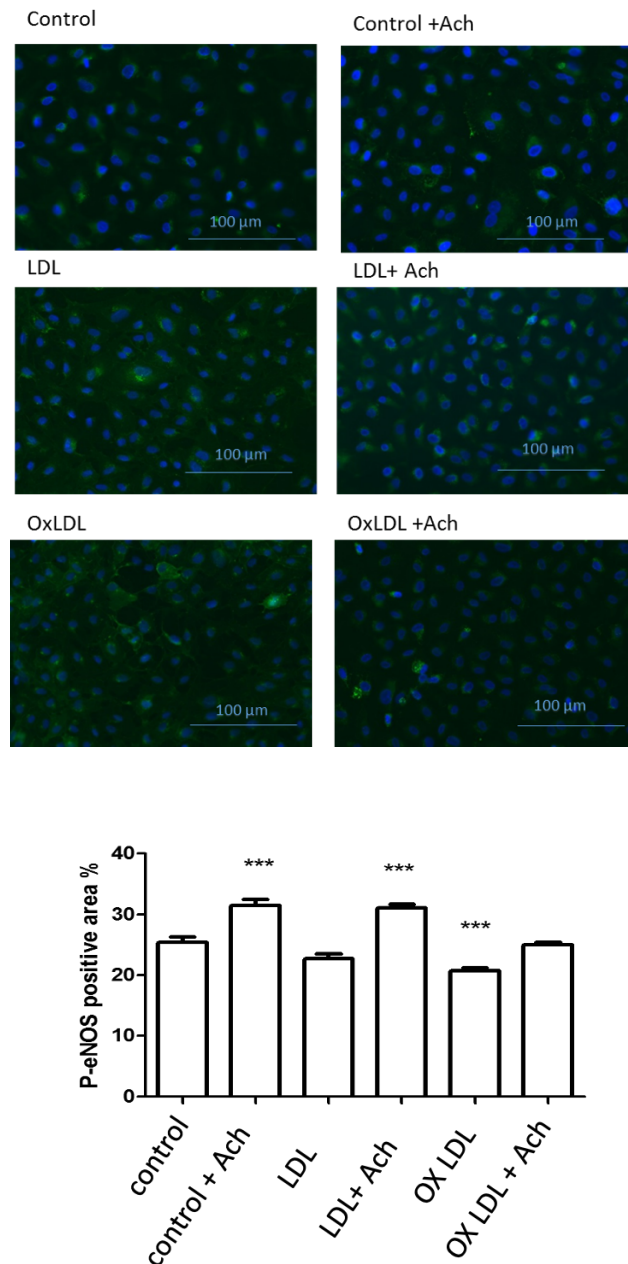 Control
Control +Ach
100 µm
100 µm
LDL
LDL+ Ach
100 µm
100 µm
OxLDL
OxLDL +Ach
100 µm
100 µm
P-eNOS positive area %
40
30
20
10
0
***
***
***
control
control + Ach
LDL
LDL+ Ach
OX LDL
OX LDL + Ach